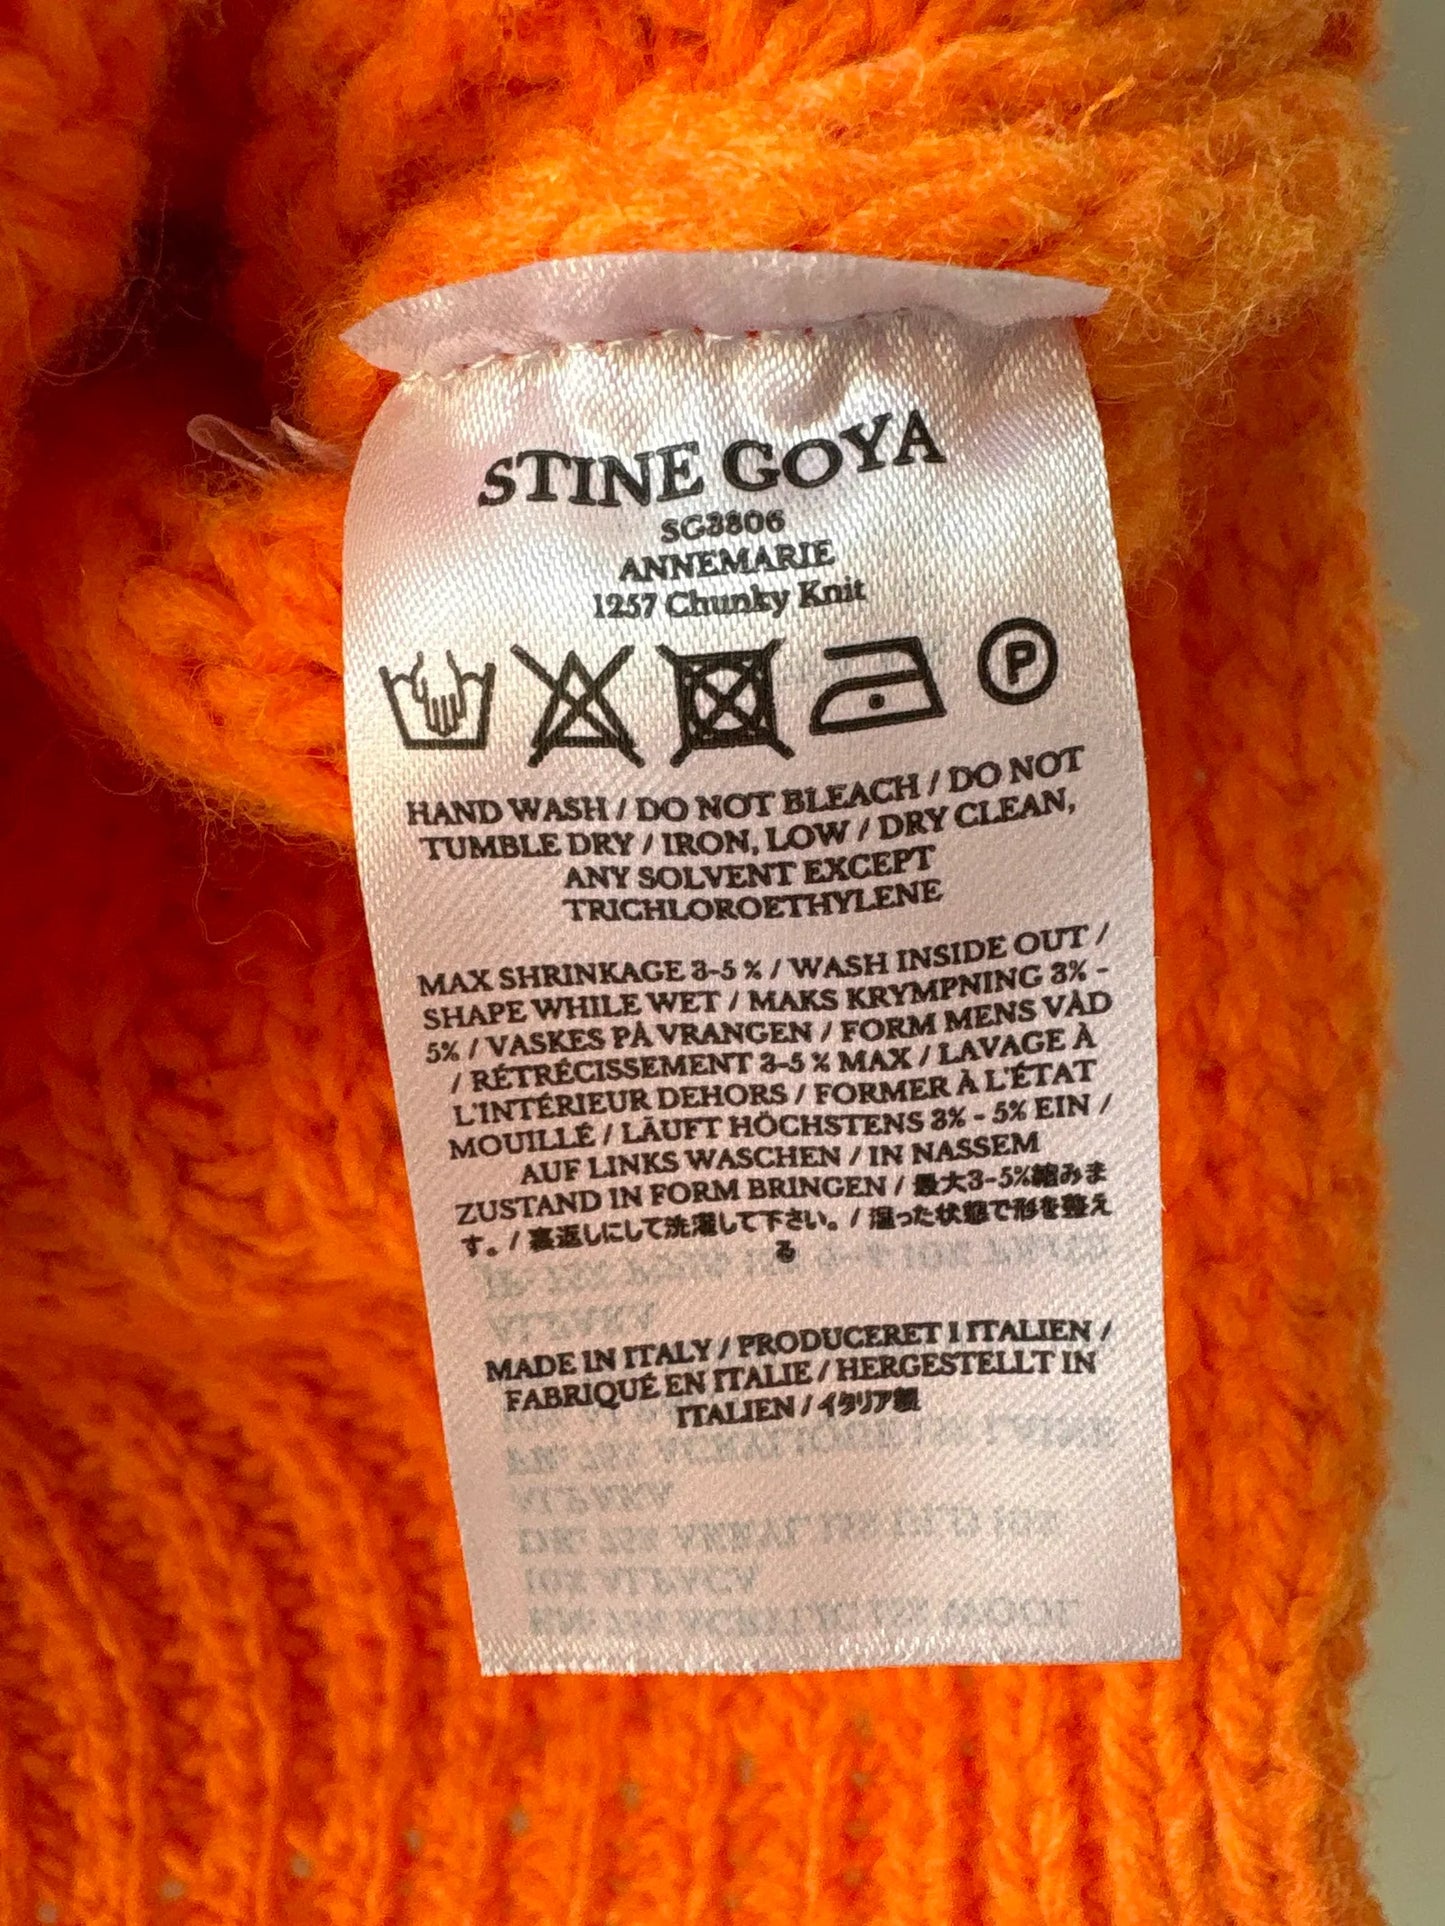 STINE GOYA
SG3806
ANNEMARIE
1257 Chunky Knit
P
HAND WASH / DO NOT BLEACH / DO NOT
TUMBLE DRY / IRON, LOW / DRY CLEAN,
ANY SOLVENT EXCEPT
TRICHLOROETHYLENE
MAX SHRINKAGE 3-5 % / WASH INSIDE OUT /
SHAPE WHILE WET / MAKS KRYMPNING 3% -
5% / VASKES PÅ VRANGEN / FORM MENS VÅD
/ RÉTRÉCISSEMENT 3-5 % MAX / LAVAGE À
L'INTÉRIEUR DEHORS / FORMER À L'ÉTAT
MOUILLÉ / LÄUFT HÖCHSTENS 3% - 5% EIN /
AUF LINKS WASCHEN / IN NASSEM
ZUSTAND IN FORM BRINGEN / 最大3-5%縮みま
す。/ 裏返しにして洗濯して下さい。/ 湿った状態で形を整え
る
MADE IN ITALY / PRODUCERET I ITALIEN /
FABRIQUÉ EN ITALIE / HERGESTELLT IN
ITALIEN / イタリア製